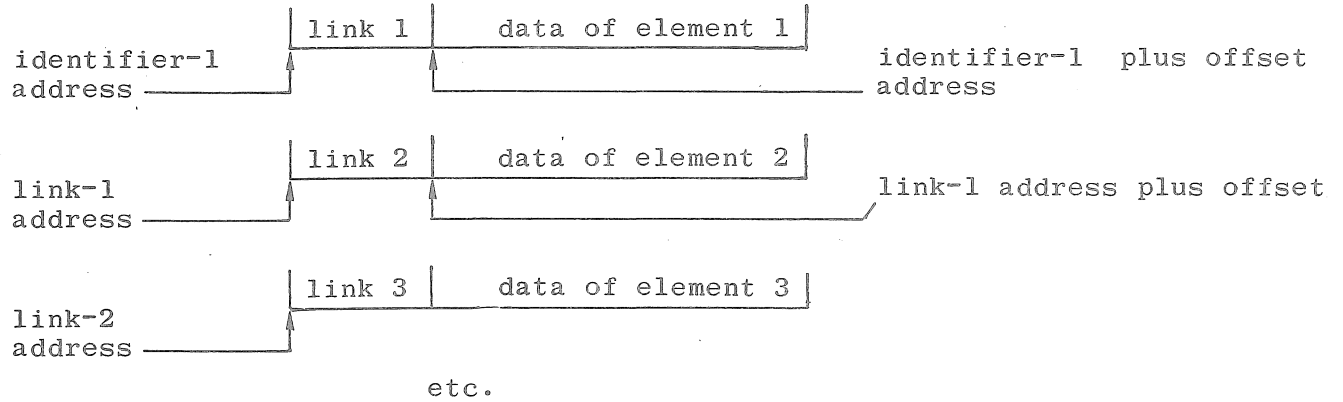 link 1 data of element 1
identifier-1
address
identifier-1 plus offset
address
link 2 data of element 2
link-1
address
link-1 address plus offset
link 3 data of element 3
link-2
address
etc.